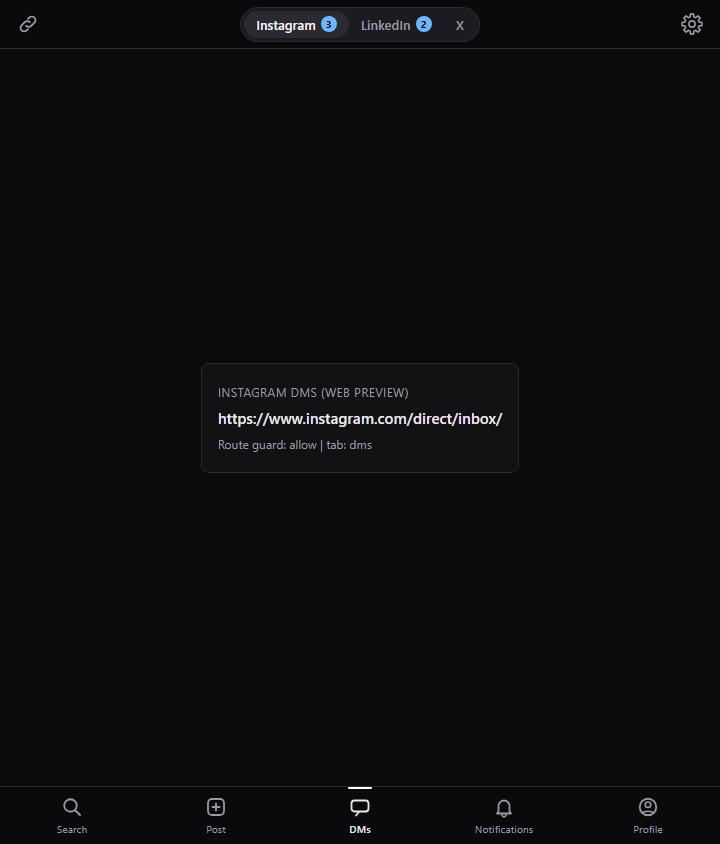 Instagram 3 LinkedIn 2 X
INSTAGRAM DMS (WEB PREVIEW)
https://www.instagram.com/direct/inbox/
Route guard: allow | tab: dms
Search Post DMs Notifications Profile